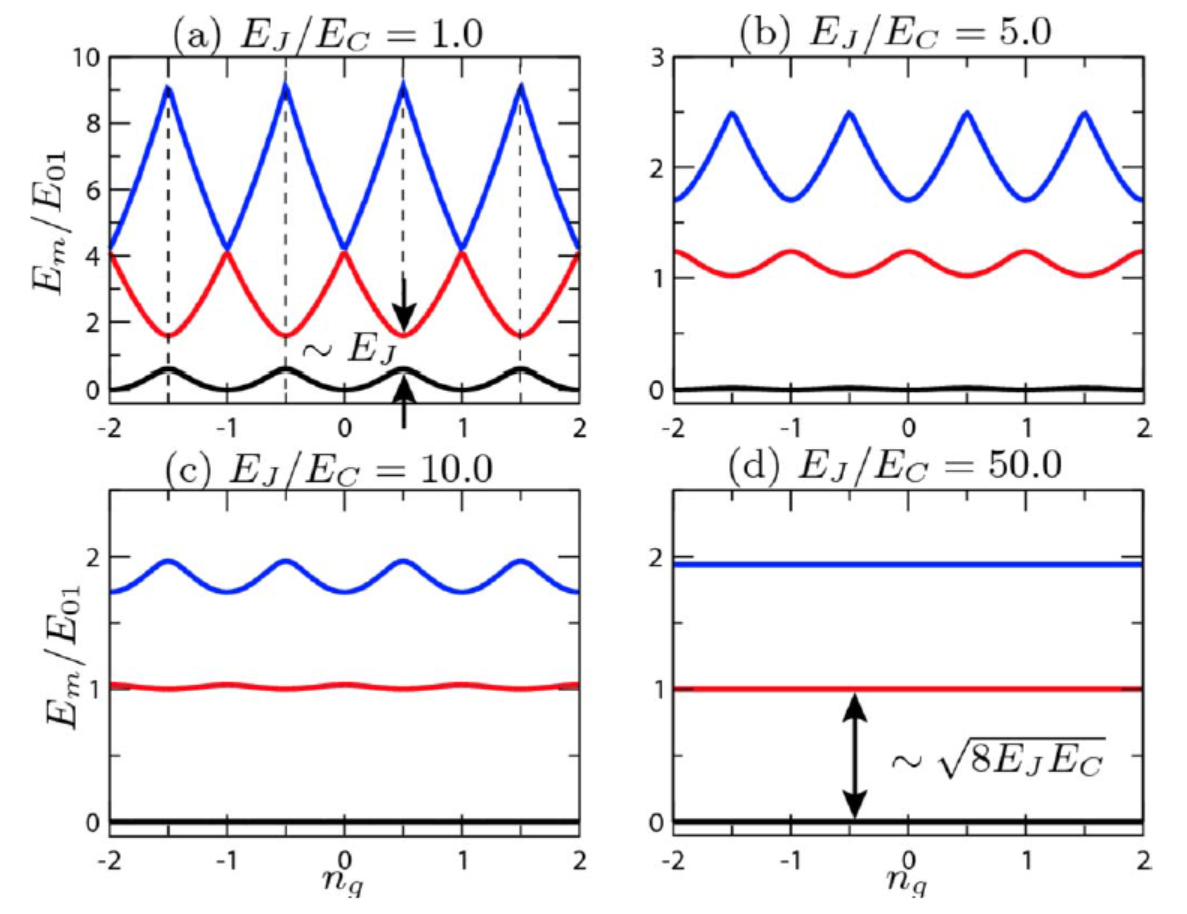 (a) E_J/E_C = 1.0
(b) E_J/E_C = 5.0
E_m/E_01
10
8
6
4
2
0
~ E_J
-2 -1 0 1 2
3
2
1
0
-2 -1 0 1 2
(c) E_J/E_C = 10.0
(d) E_J/E_C = 50.0
E_m/E_01
2
1
0
-2 -1 0 1 2
n_g
2
1
0
~ √8E_JE_C
-2 -1 0 1 2
n_g